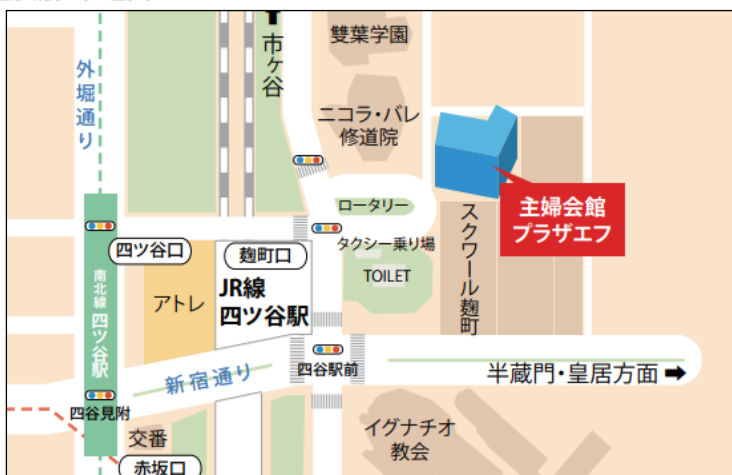 市ヶ谷
雙葉学園
外堀通り
ニコラ・バレ
修道院
ロータリー
主婦会館
プラザエフ
四ツ谷口
麹町口
タクシー乗り場
TOILET
スクワール麹町
南北線 四ツ谷駅
アトレ
JR線
四ツ谷駅
新宿通り
四谷駅前
半蔵門・皇居方面 ➡
四谷見附
交番
赤坂口
イグナチオ
教会